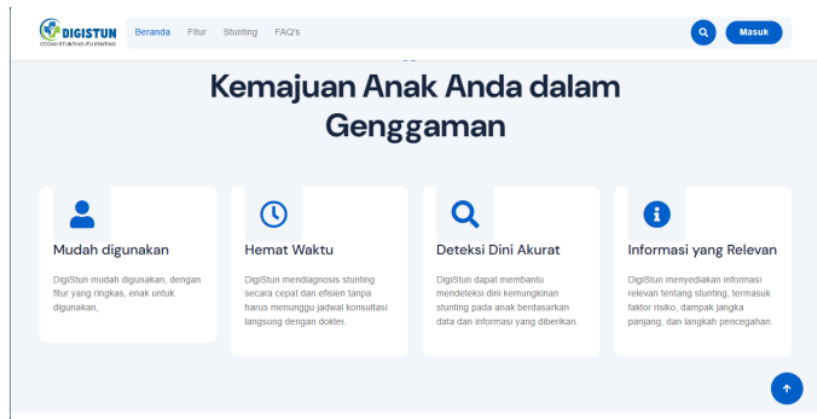 DIGISTUN
CEGAH STUNTING ITU PENTING
Beranda Fitur Stunting FAQ's
Masuk
Kemajuan Anak Anda dalam
Genggaman
Mudah digunakan
DigiStun mudah digunakan, dengan
fitur yang ringkas, enak untuk
digunakan,
Hemat Waktu
DigiStun mendiagnosis stunting
secara cepat dan efisien tanpa
harus menunggu jadwal konsultasi
langsung dengan dokter.
Deteksi Dini Akurat
DigiStun dapat membantu
mendeteksi dini kemungkinan
stunting pada anak berdasarkan
data dan informasi yang diberikan.
Informasi yang Relevan
DigiStun menyediakan informasi
relevan tentang stunting, termasuk
faktor risiko, dampak jangka
panjang, dan langkah pencegahan.